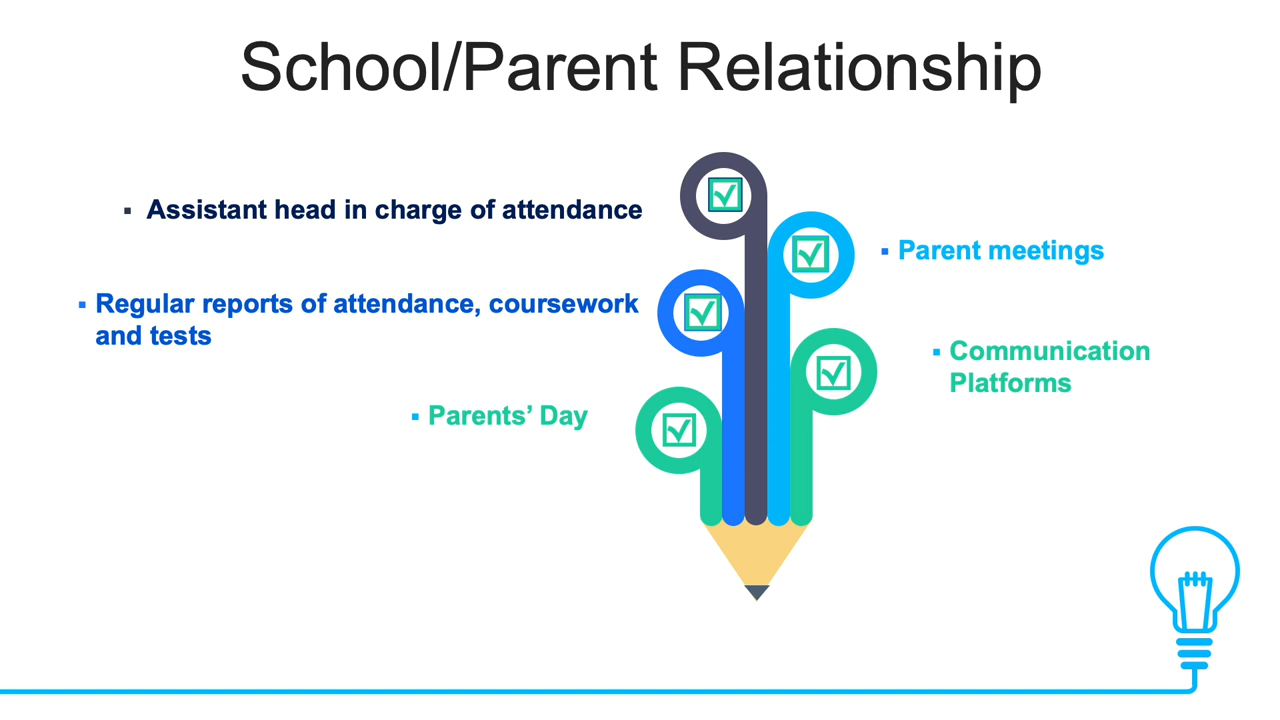 School/Parent Relationship
▪ Assistant head in charge of attendance
▪ Parent meetings
▪ Regular reports of attendance, coursework
and tests
▪ Communication
Platforms
▪ Parents’ Day